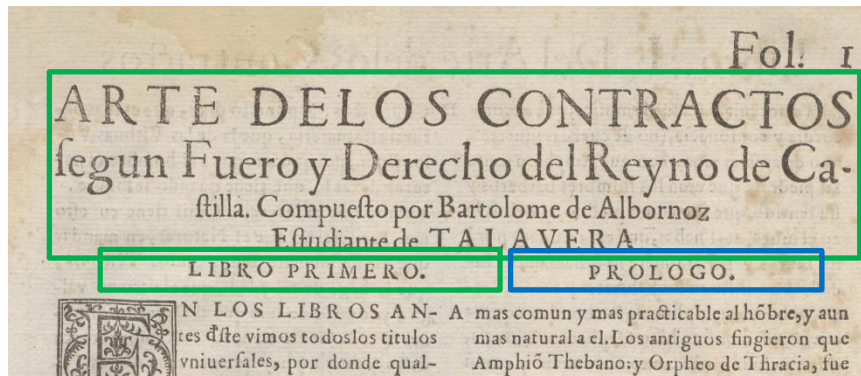 Fol. 1
ARTE DELOS CONTRACTOS
ſegun Fuero y Derecho del Reyno de Ca-
ſtilla. Compueſto por Bartolome de Albornoz
Eſtudiante de TALAVERA
LIBRO PRIMERO.
EN LOS LIBROS AN-
tes đſte vimos todoslos titulos
vniuerſales, por donde qual-
PROLOGO.
A mas comun y mas practicable al hõbre, y aun
mas natural a el. Los antiguos fingieron que
Amphiõ Thebano: y Orpheo de Thracia, fue